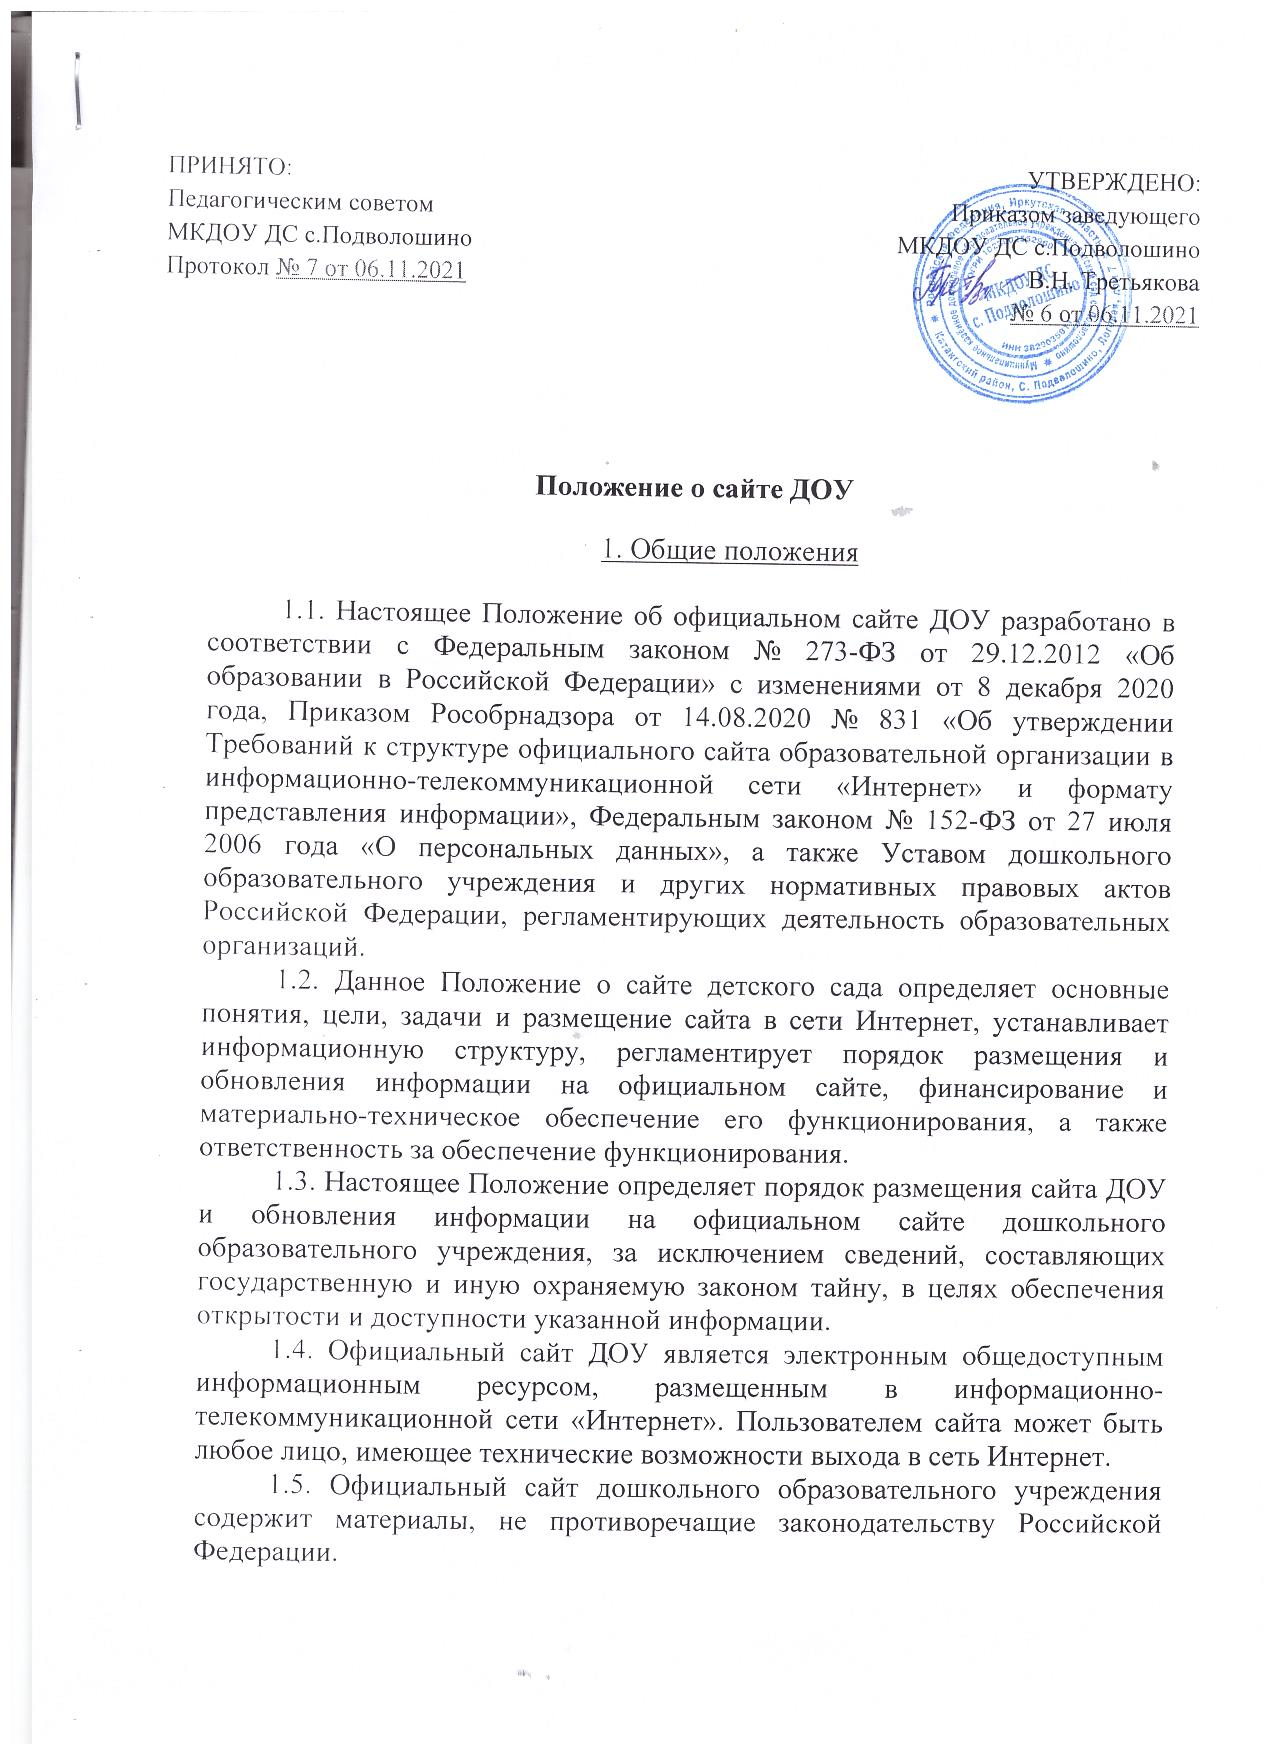 ПРИНЯТО:
Педагогическим советом
МКДОУ ДС с.Подволошино
Протокол № 7 от 06.11.2021
УТВЕРЖДЕНО:
Приказом заведующего
МКДОУ ДС с.Подволошино
В.Н. Третьякова
№ 6 от 06.11.2021
МКДОУ ДС
с. Подволошино
Положение о сайте ДОУ
1. Общие положения
1.1. Настоящее Положение об официальном сайте ДОУ разработано в
соответствии с Федеральным законом № 273-ФЗ от 29.12.2012 «Об
образовании в Российской Федерации» с изменениями от 8 декабря 2020
года, Приказом Рособрнадзора от 14.08.2020 № 831 «Об утверждении
Требований к структуре официального сайта образовательной организации в
информационно-телекоммуникационной сети «Интернет» и формату
представления информации», Федеральным законом № 152-ФЗ от 27 июля
2006 года «О персональных данных», а также Уставом дошкольного
образовательного учреждения и других нормативных правовых актов
Российской Федерации, регламентирующих деятельность образовательных
организаций.
1.2. Данное Положение о сайте детского сада определяет основные
понятия, цели, задачи и размещение сайта в сети Интернет, устанавливает
информационную структуру, регламентирует порядок размещения и
обновления информации на официальном сайте, финансирование и
материально-техническое обеспечение его функционирования, а также
ответственность за обеспечение функционирования.
1.3. Настоящее Положение определяет порядок размещения сайта ДОУ
и обновления информации на официальном сайте дошкольного
образовательного учреждения, за исключением сведений, составляющих
государственную и иную охраняемую законом тайну, в целях обеспечения
открытости и доступности указанной информации.
1.4. Официальный сайт ДОУ является электронным общедоступным
информационным ресурсом, размещенным в информационно-
телекоммуникационной сети «Интернет». Пользователем сайта может быть
любое лицо, имеющее технические возможности выхода в сеть Интернет.
1.5. Официальный сайт дошкольного образовательного учреждения
содержит материалы, не противоречащие законодательству Российской
Федерации.